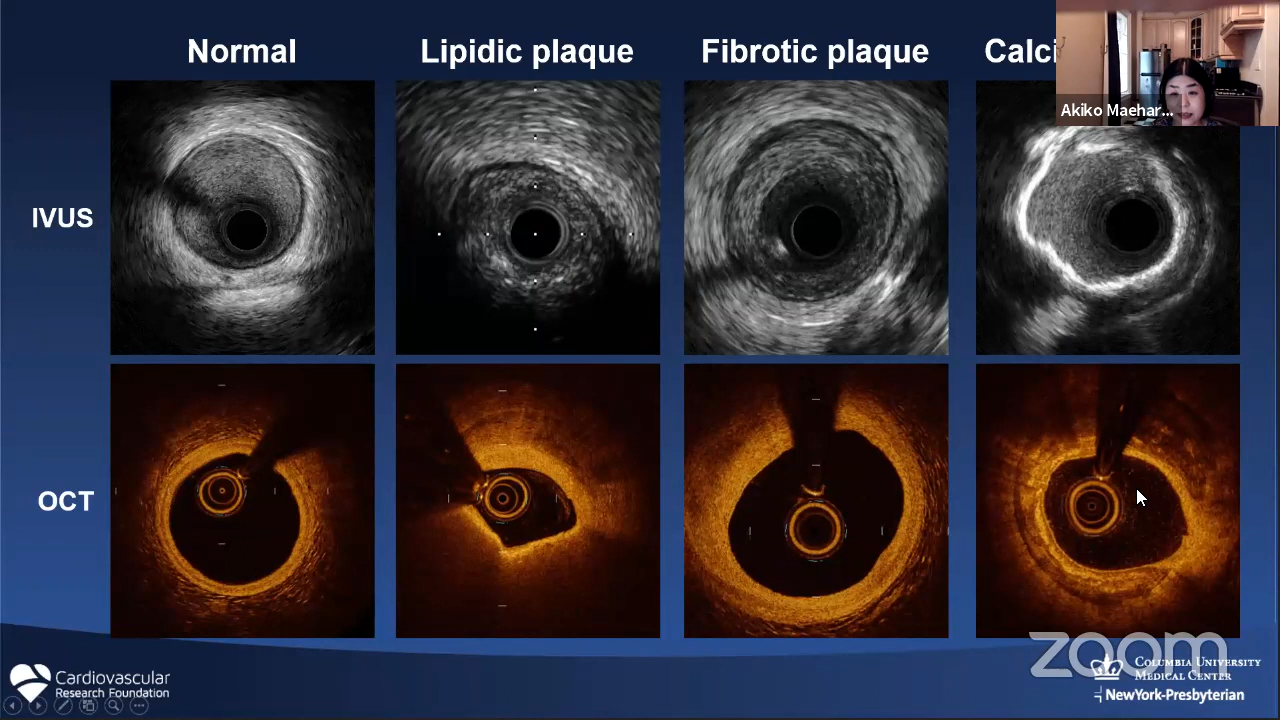 Normal
Lipidic plaque
Fibrotic plaque
Calci
Akiko Maehar...
IVUS
OCT
zoom
Cardiovascular
Research Foundation
COLUMBIA UNIVERSITY
MEDICAL CENTER
NewYork-Presbyterian